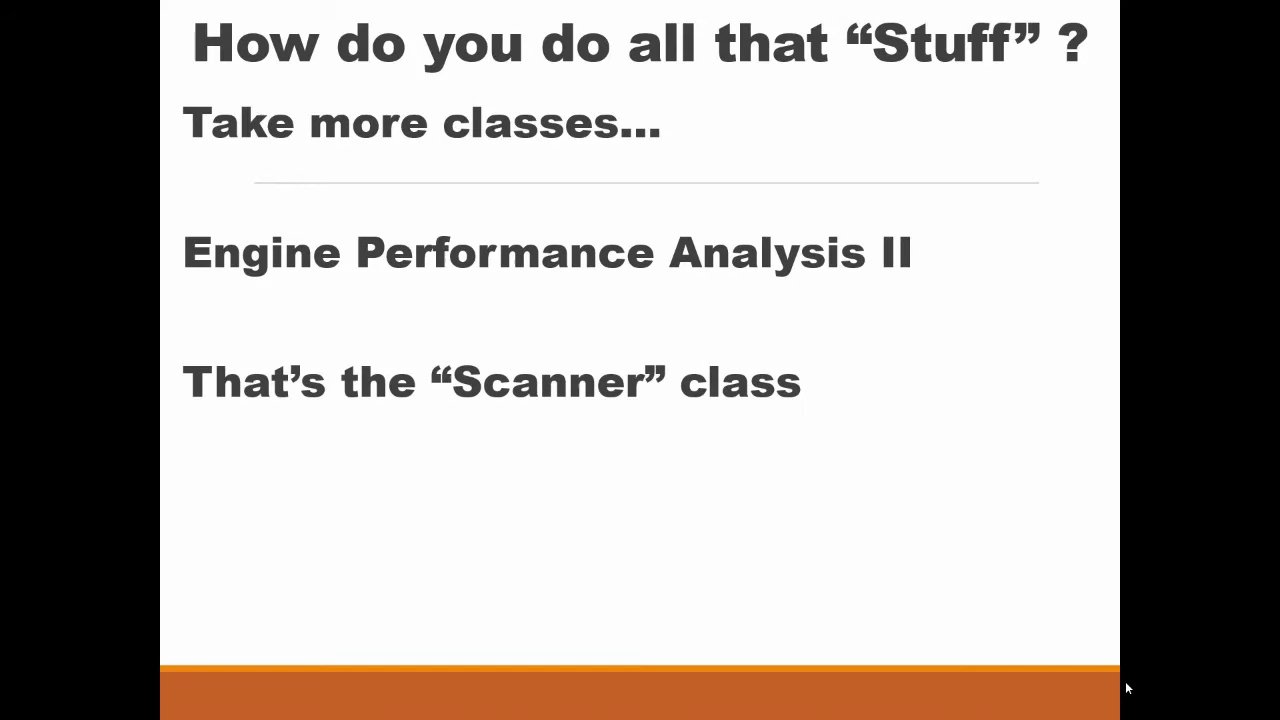 How do you do all that “Stuff” ?
Take more classes…
Engine Performance Analysis II
That’s the “Scanner” class